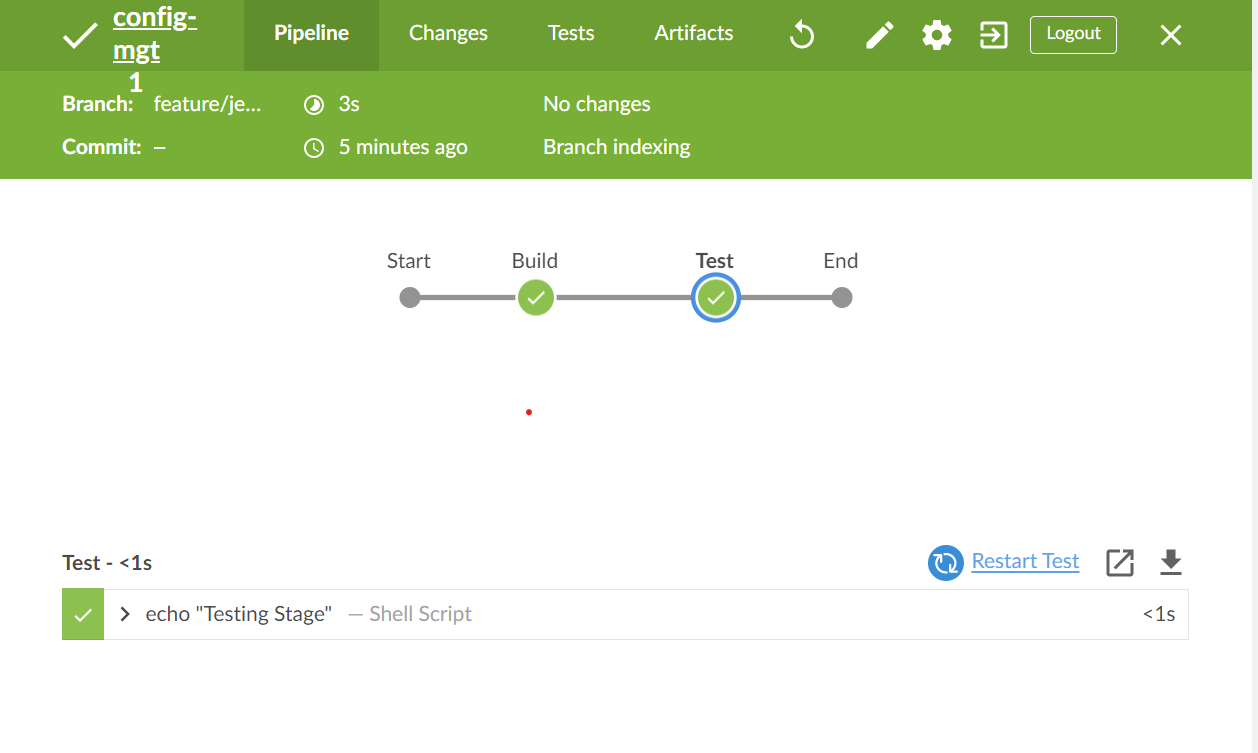 config-
mgt
1
Pipeline
Changes
Tests
Artifacts
Logout
Branch: feature/je...
3s
No changes
Commit: –
5 minutes ago
Branch indexing
Start
Build
Test
End
Test - <1s
Restart Test
echo "Testing Stage" — Shell Script
<1s